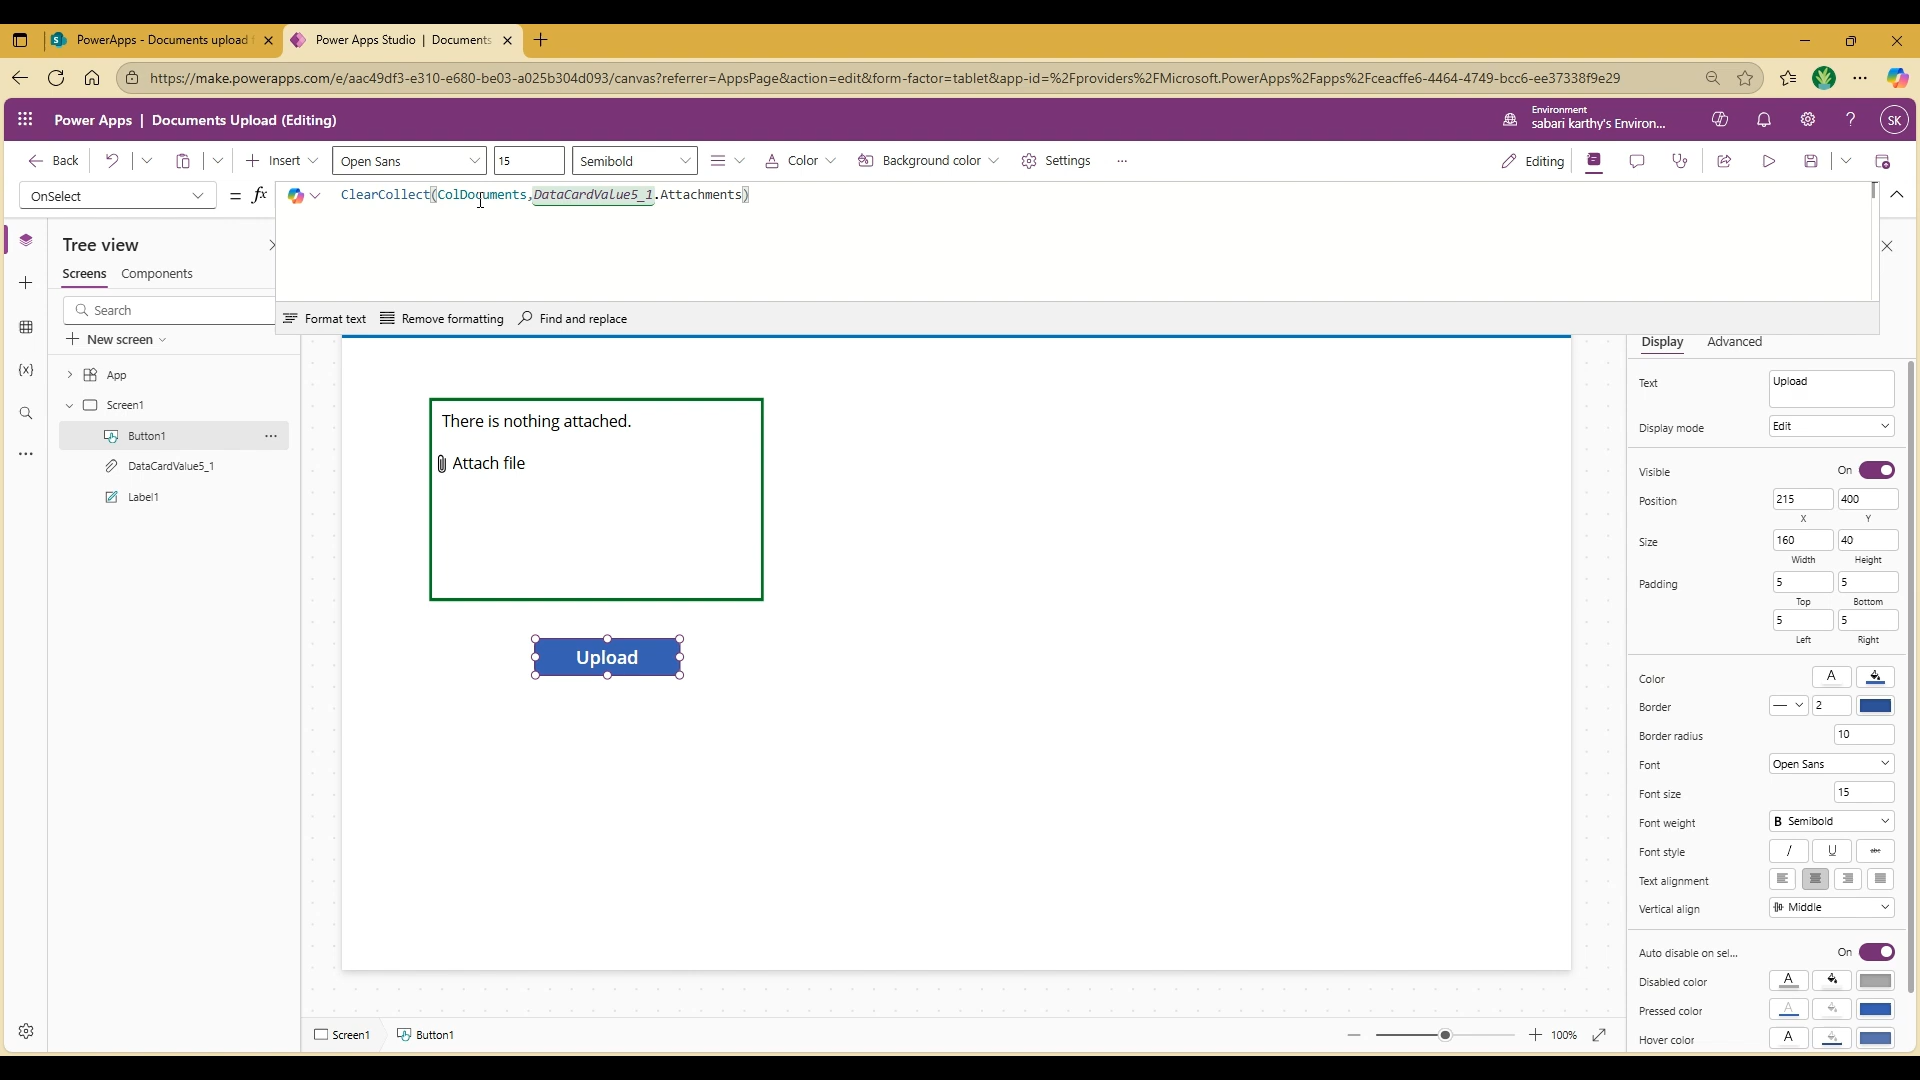 PowerApps - Documents upload
Power Apps Studio | Documents
https://make.powerapps.com/e/aac49df3-e310-e680-be03-a025b304d093/canvas?referrer=AppsPage&action=edit&form-factor=tablet&app-id=%2Fproviders%2FMicrosoft.PowerApps%2Fapps%2Fceacffe6-4464-4749-bcc6-ee37338f9e29
Power Apps | Documents Upload (Editing)
Environment
sabari karthy's Environ...
SK
Back
Insert
Open Sans
15
Semibold
Color
Background color
Settings
Editing
OnSelect
= fx
ClearCollect(ColDocuments,DataCardValue5_1.Attachments)
Format text
Remove formatting
Find and replace
Tree view
Screens
Components
Search
New screen
App
Screen1
Button1
DataCardValue5_1
Label1
There is nothing attached.
Attach file
Upload
Screen1
Button1
100%
Display
Advanced
Text
Upload
Display mode
Edit
Visible
On
Position
215
400
X
Y
Size
160
40
Width
Height
Padding
5
5
Top
Bottom
5
5
Left
Right
Color
A
Border
2
Border radius
10
Font
Open Sans
Font size
15
Font weight
B Semibold
Font style
/
U
abc
Text alignment
Vertical align
Middle
Auto disable on sel...
On
Disabled color
A
Pressed color
A
Hover color
A